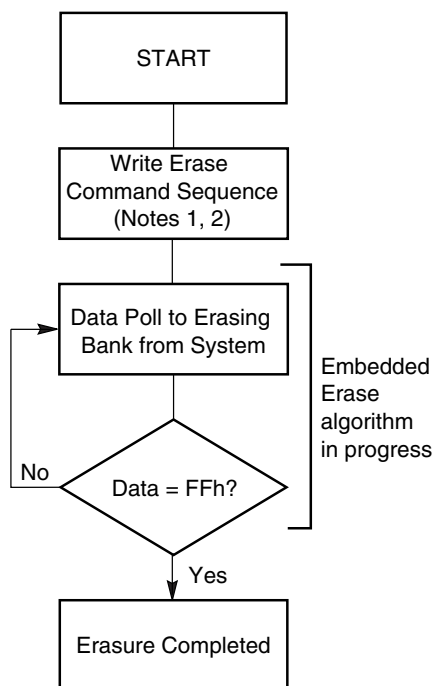 START
Write Erase
Command Sequence
(Notes 1, 2)
Data Poll to Erasing
Bank from System
Embedded
Erase
algorithm
in progress
No
Data = FFh?
Yes
Erasure Completed